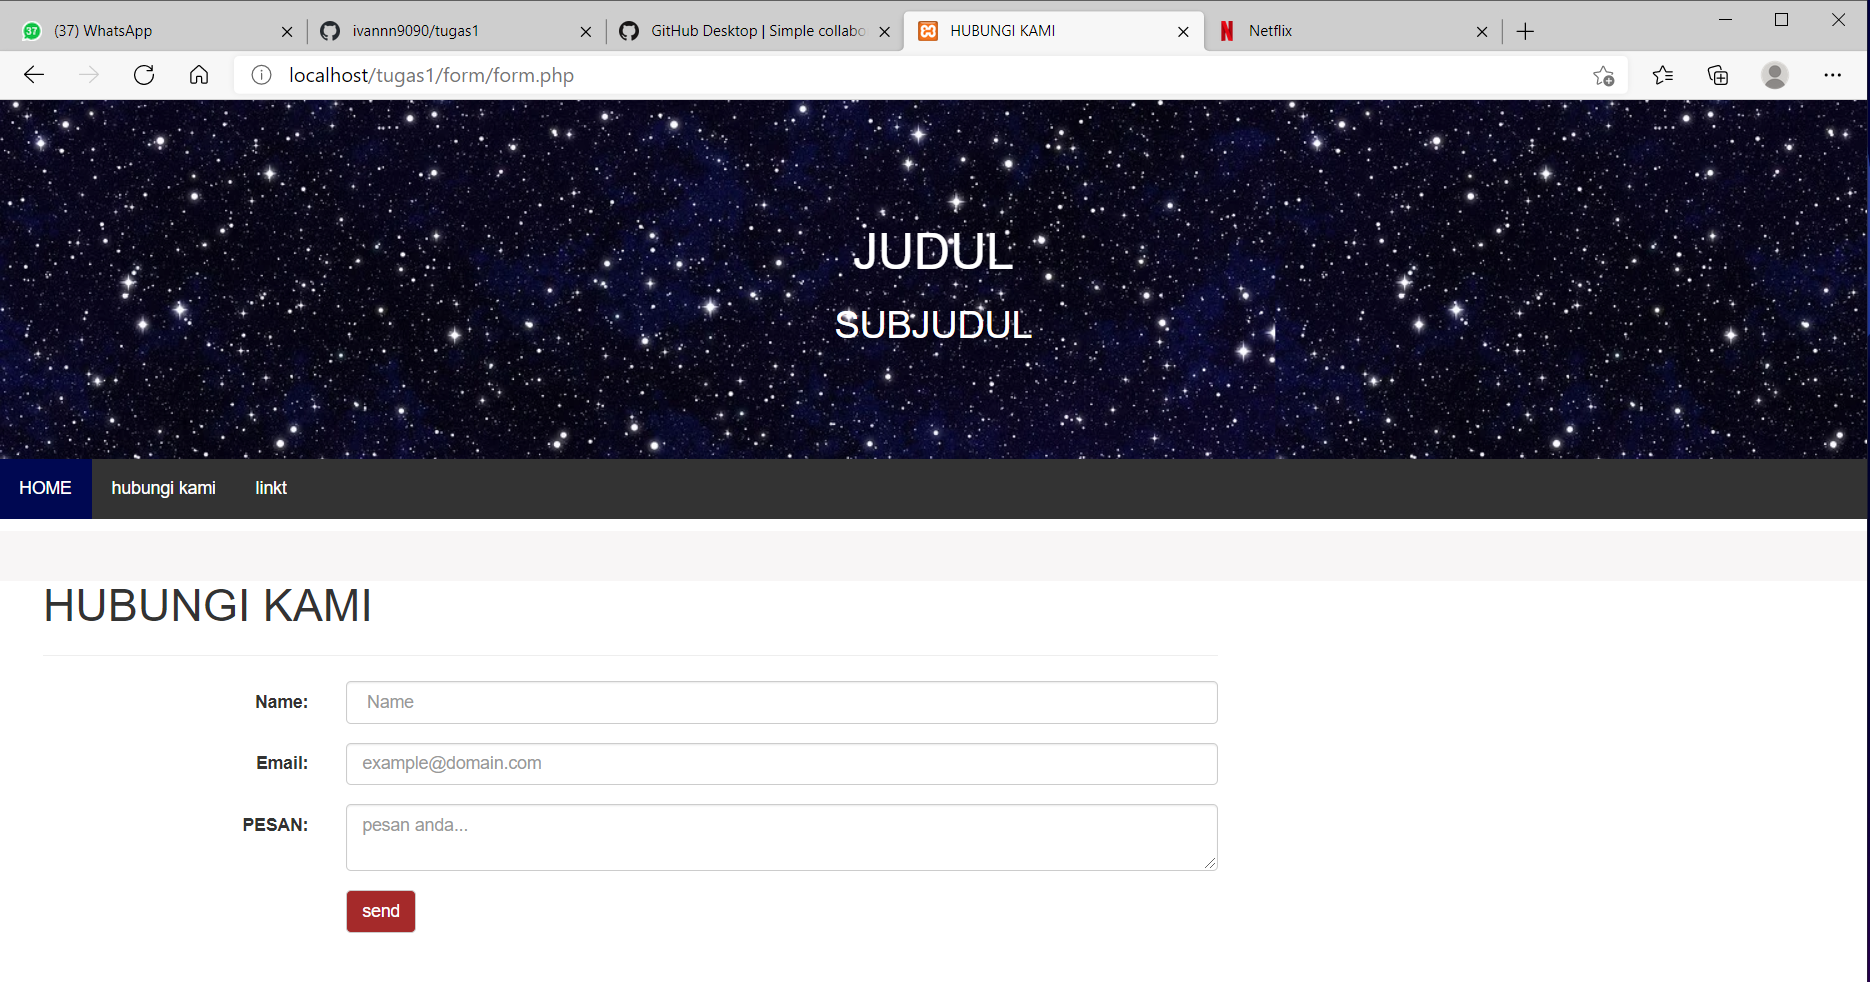 37 (37) WhatsApp
ivannn9090/tugas1
GitHub Desktop | Simple collabo
HUBUNGI KAMI
Netflix
localhost/tugas1/form/form.php
JUDUL
SUBJUDUL
HOME hubungi kami linkt
HUBUNGI KAMI
Name: Name
Email: example@domain.com
PESAN: pesan anda...
send